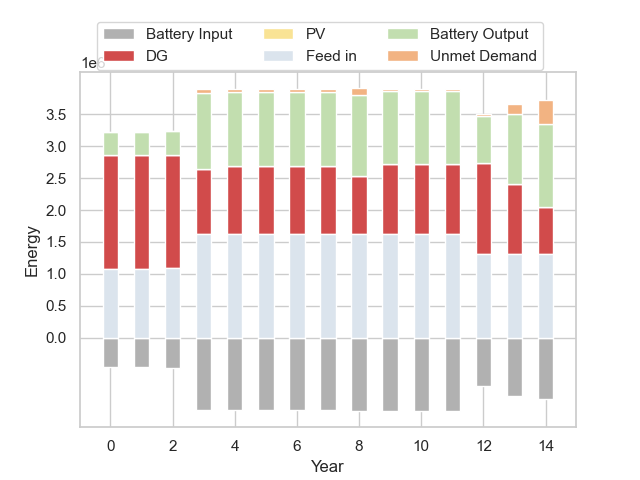 Battery Input PV Battery Output
DG Feed in Unmet Demand
1e6
3.5
3.0
2.5
2.0
1.5
1.0
0.5
0.0
Energy
0 2 4 6 8 10 12 14
Year